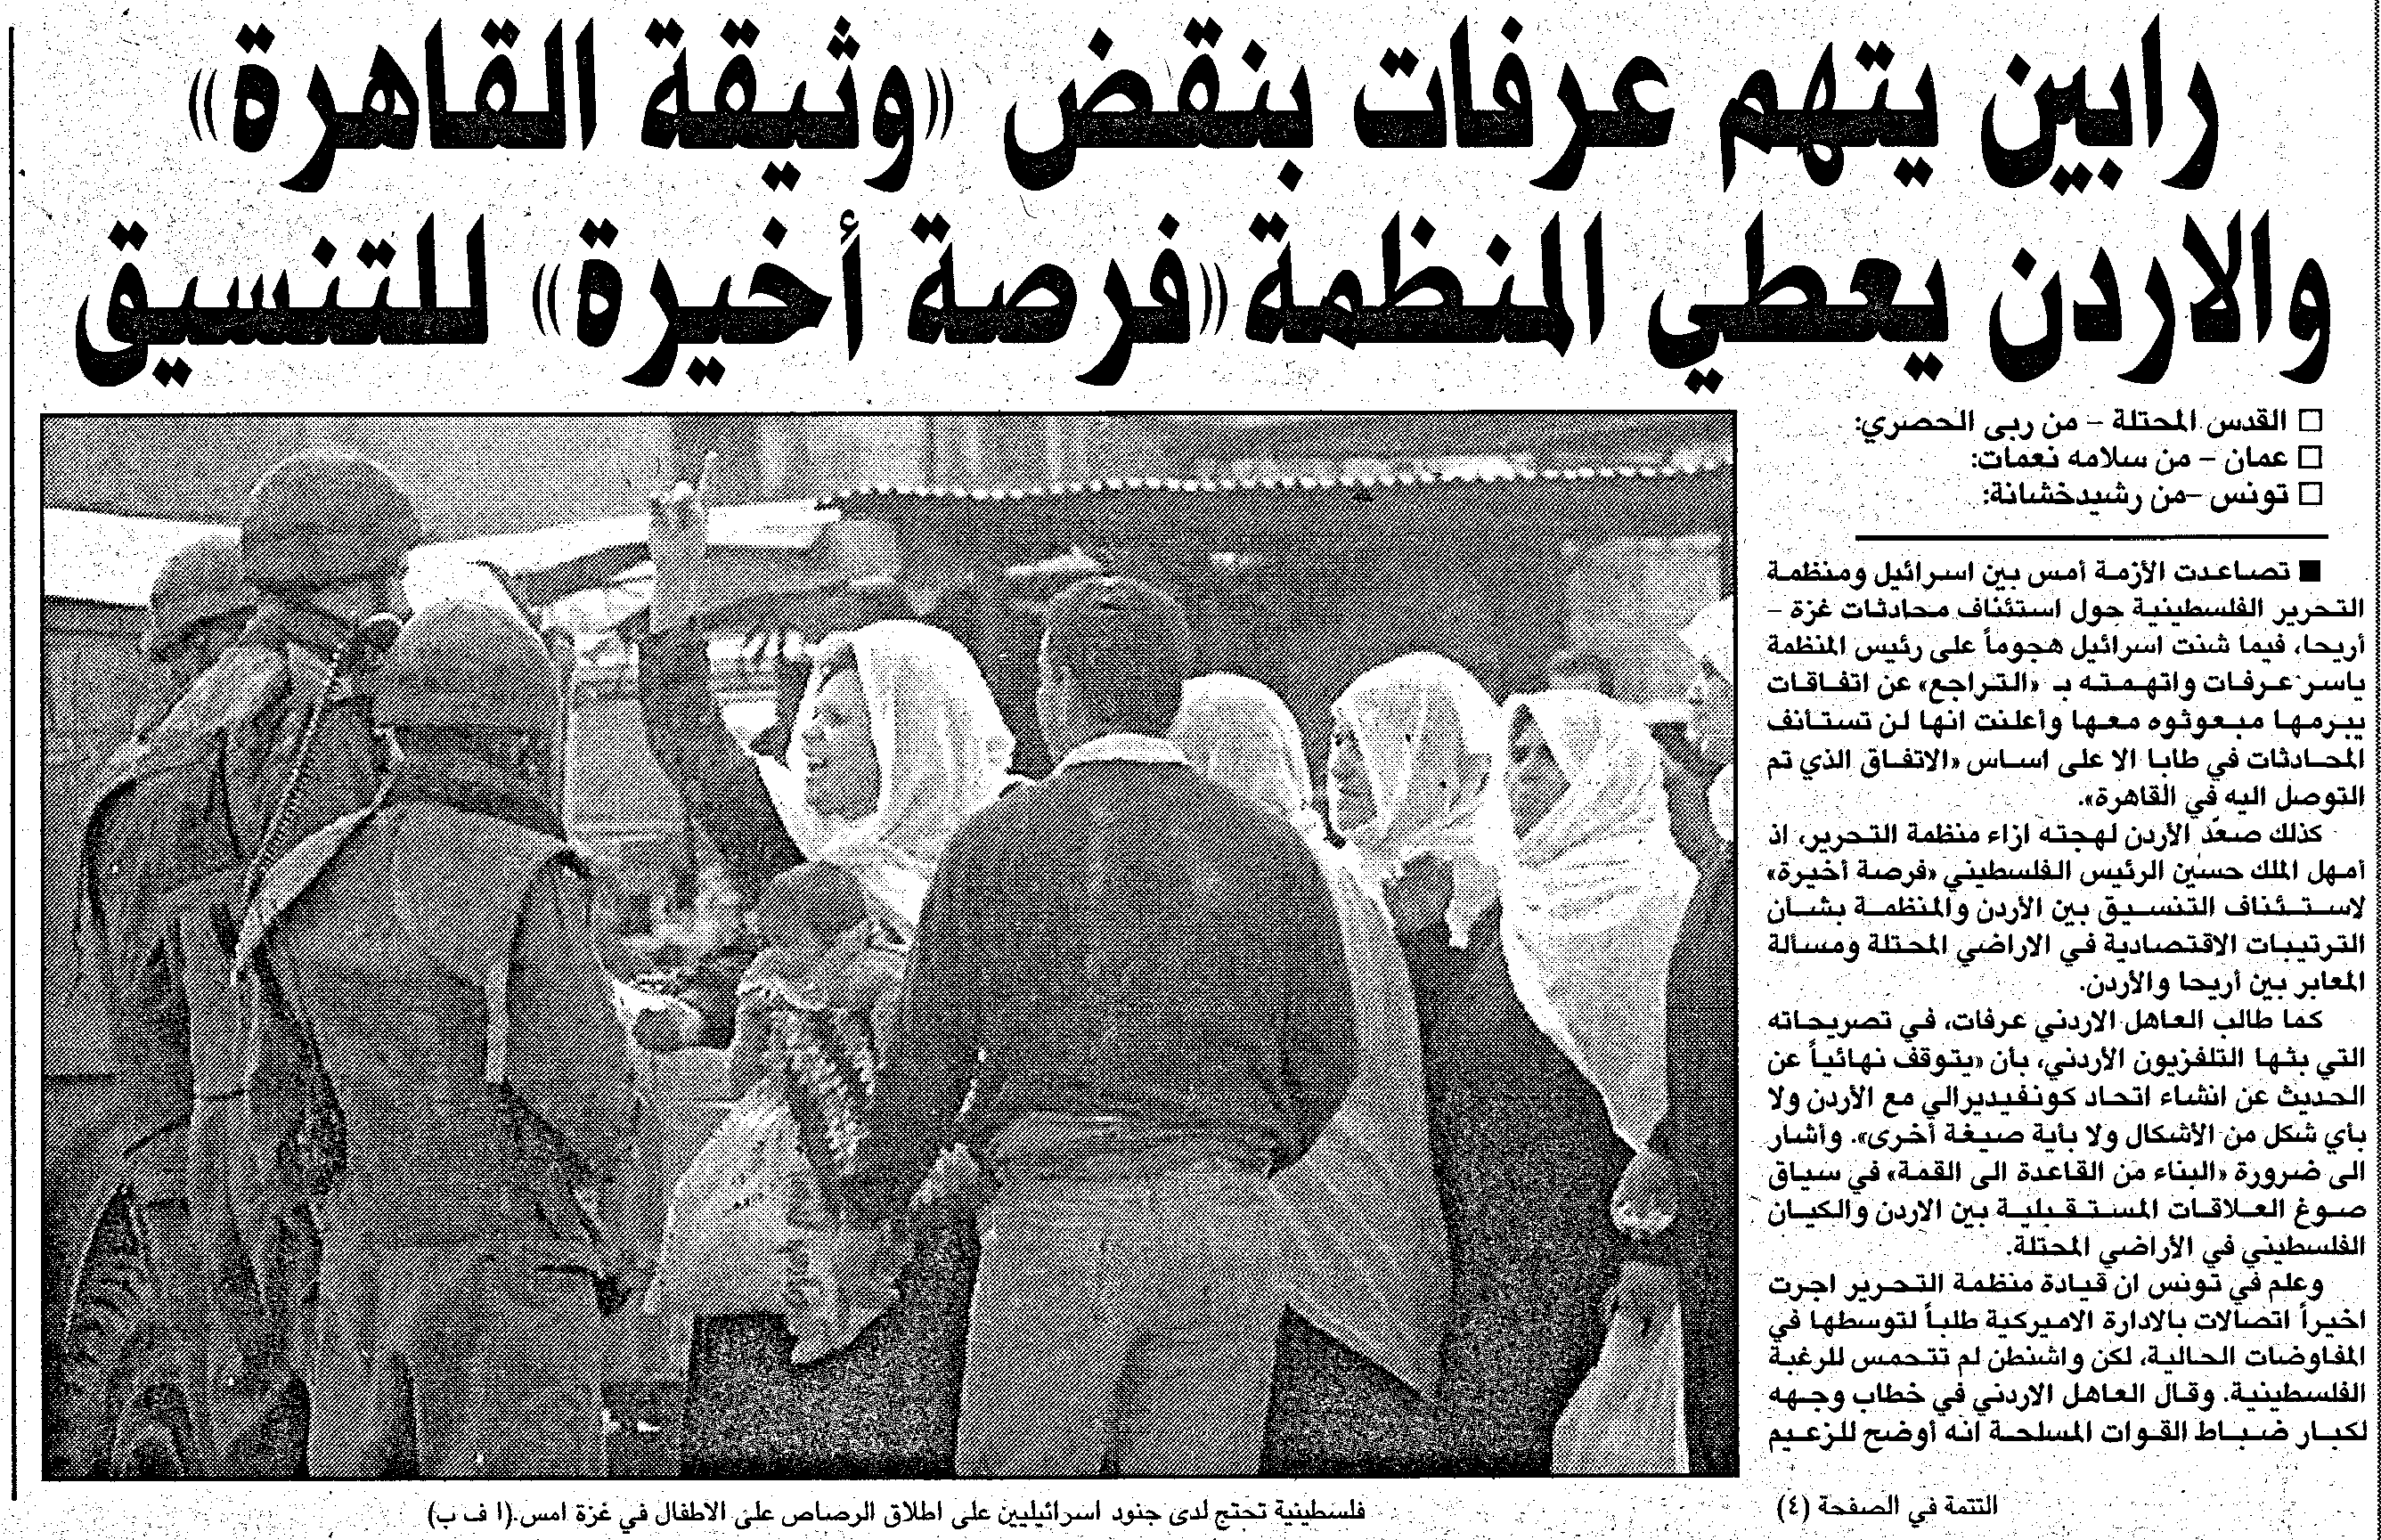 رابين يتهم عرفات بنقض «وثيقة القاهرة»
والاردن يعطي المنظمة «فرصة أخيرة» للتنسيق
□ القدس المحتلة - من ربى الحصري:
□ عمان - من سلامه نعمات:
□ تونس -من رشيدخشانة:
■ تصاعدت الأزمة أمس بين اسرائيل ومنظمة
التحرير الفلسطينية حول استئناف محادثات غزة -
أريحا، فيما شنت اسرائيل هجوماً على رئيس المنظمة
ياسر عرفات واتهمته بـ «التراجع» عن اتفاقات
يبرمها مبعوثوه معها وأعلنت انها لن تستأنف
المحادثات في طابا الا على اساس «الاتفاق الذي تم
التوصل اليه في القاهرة».
كذلك صعّد الأردن لهجته ازاء منظمة التحرير، اذ
أمهل الملك حسين الرئيس الفلسطيني «فرصة أخيرة»
لاستئناف التنسيق بين الأردن والمنظمة بشأن
الترتيبات الاقتصادية في الاراضي المحتلة ومسألة
المعابر بين أريحا والأردن.
كما طالب العاهل الاردني عرفات، في تصريحاته
التي بثها التلفزيون الأردني، بأن «يتوقف نهائياً عن
الحديث عن انشاء اتحاد كونفيديرالي مع الأردن ولا
بأي شكل من الأشكال ولا بأية صيغة أخرى». وأشار
الى ضرورة «البناء من القاعدة الى القمة» في سياق
صوغ العلاقات المستقبلية بين الاردن والكيان
الفلسطيني في الأراضي المحتلة.
وعلم في تونس ان قيادة منظمة التحرير اجرت
اخيراً اتصالات بالادارة الاميركية طلباً لتوسطها في
المفاوضات الحالية، لكن واشنطن لم تتحمس للرغبة
الفلسطينية. وقال العاهل الاردني في خطاب وجهه
لكبار ضباط القوات المسلحة انه أوضح للزعيم
التتمة في الصفحة (٤)
فلسطينية تحتج لدى جنود اسرائيليين على اطلاق الرصاص على الاطفال في غزة امس.(ا ف ب)